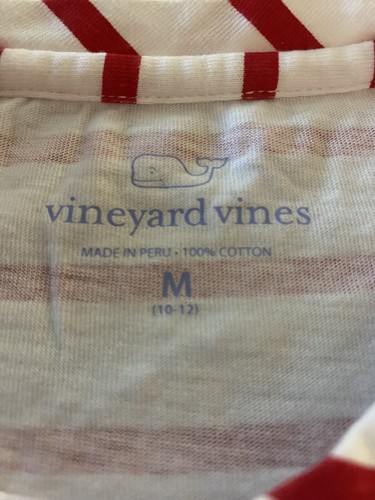 vineyard vines
MADE IN PERU • 100% COTTON
M
(10-12)